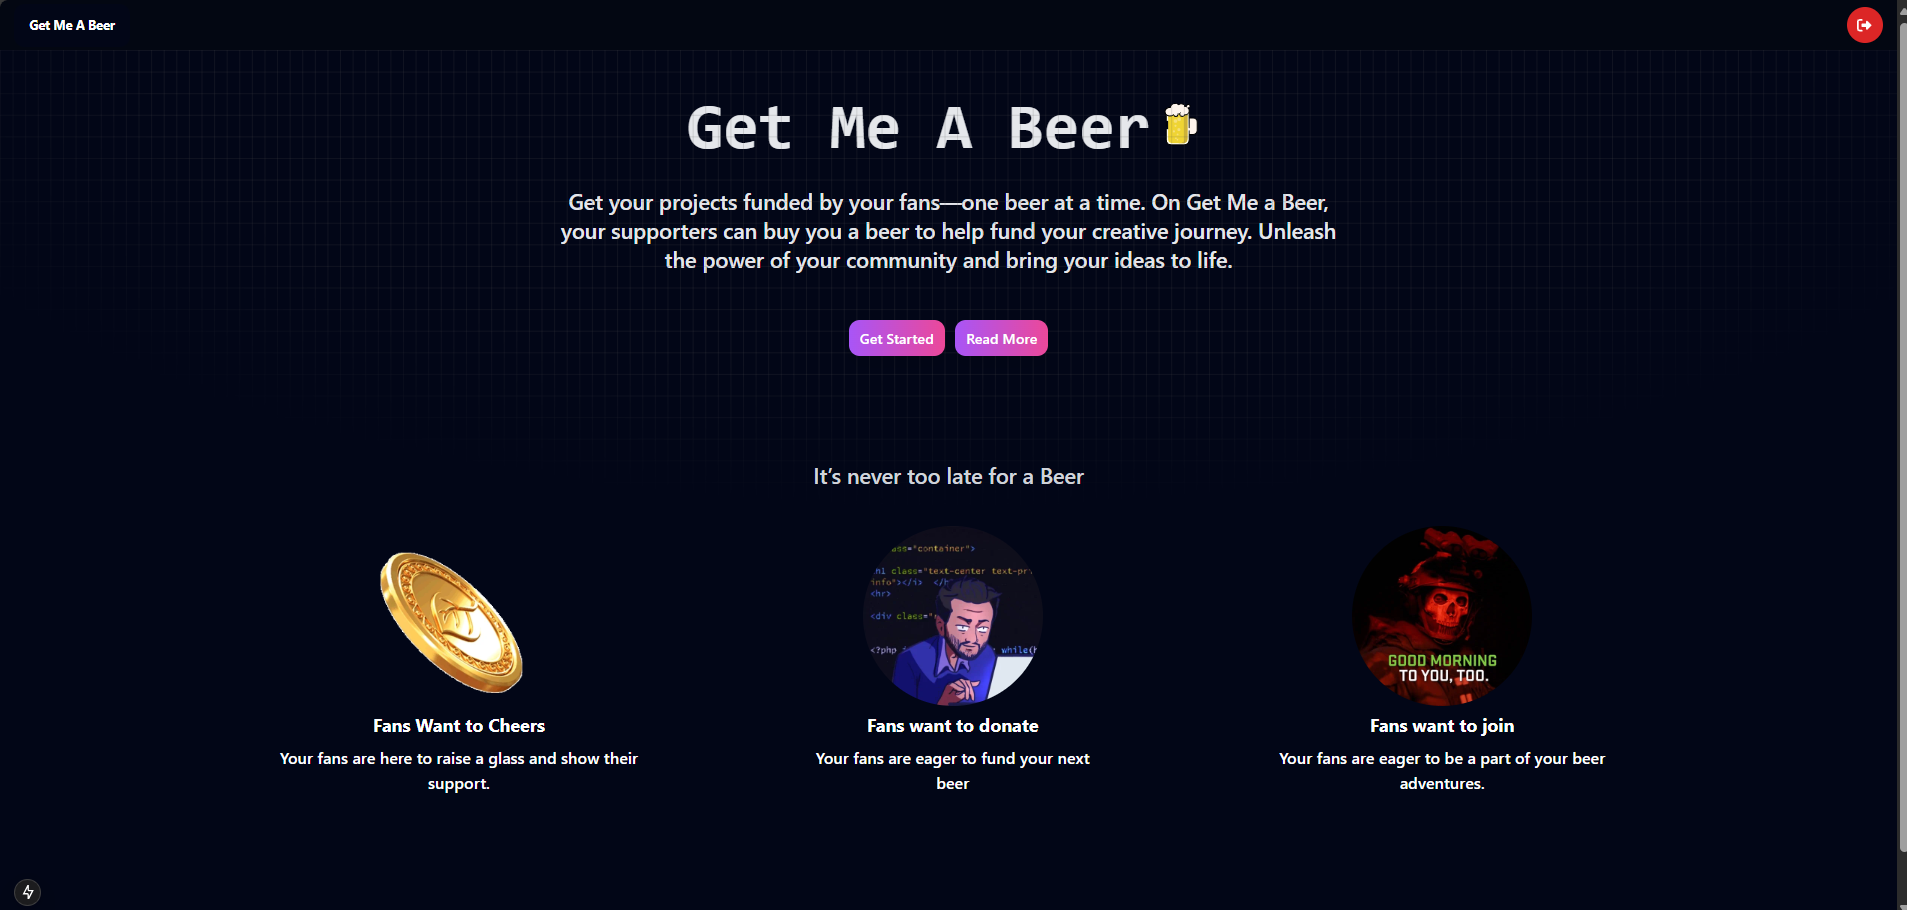 Get Me A Beer
Get Me A Beer
Get your projects funded by your fans—one beer at a time. On Get Me a Beer,
your supporters can buy you a beer to help fund your creative journey. Unleash
the power of your community and bring your ideas to life.
Get Started Read More
It’s never too late for a Beer
ass="container">
h1 class="text-center text-pr
info"></i> </h
<hr>
<div class="
<?php
while(h
GOOD MORNING
TO YOU, TOO.
Fans Want to Cheers
Your fans are here to raise a glass and show their
support.
Fans want to donate
Your fans are eager to fund your next
beer
Fans want to join
Your fans are eager to be a part of your beer
adventures.